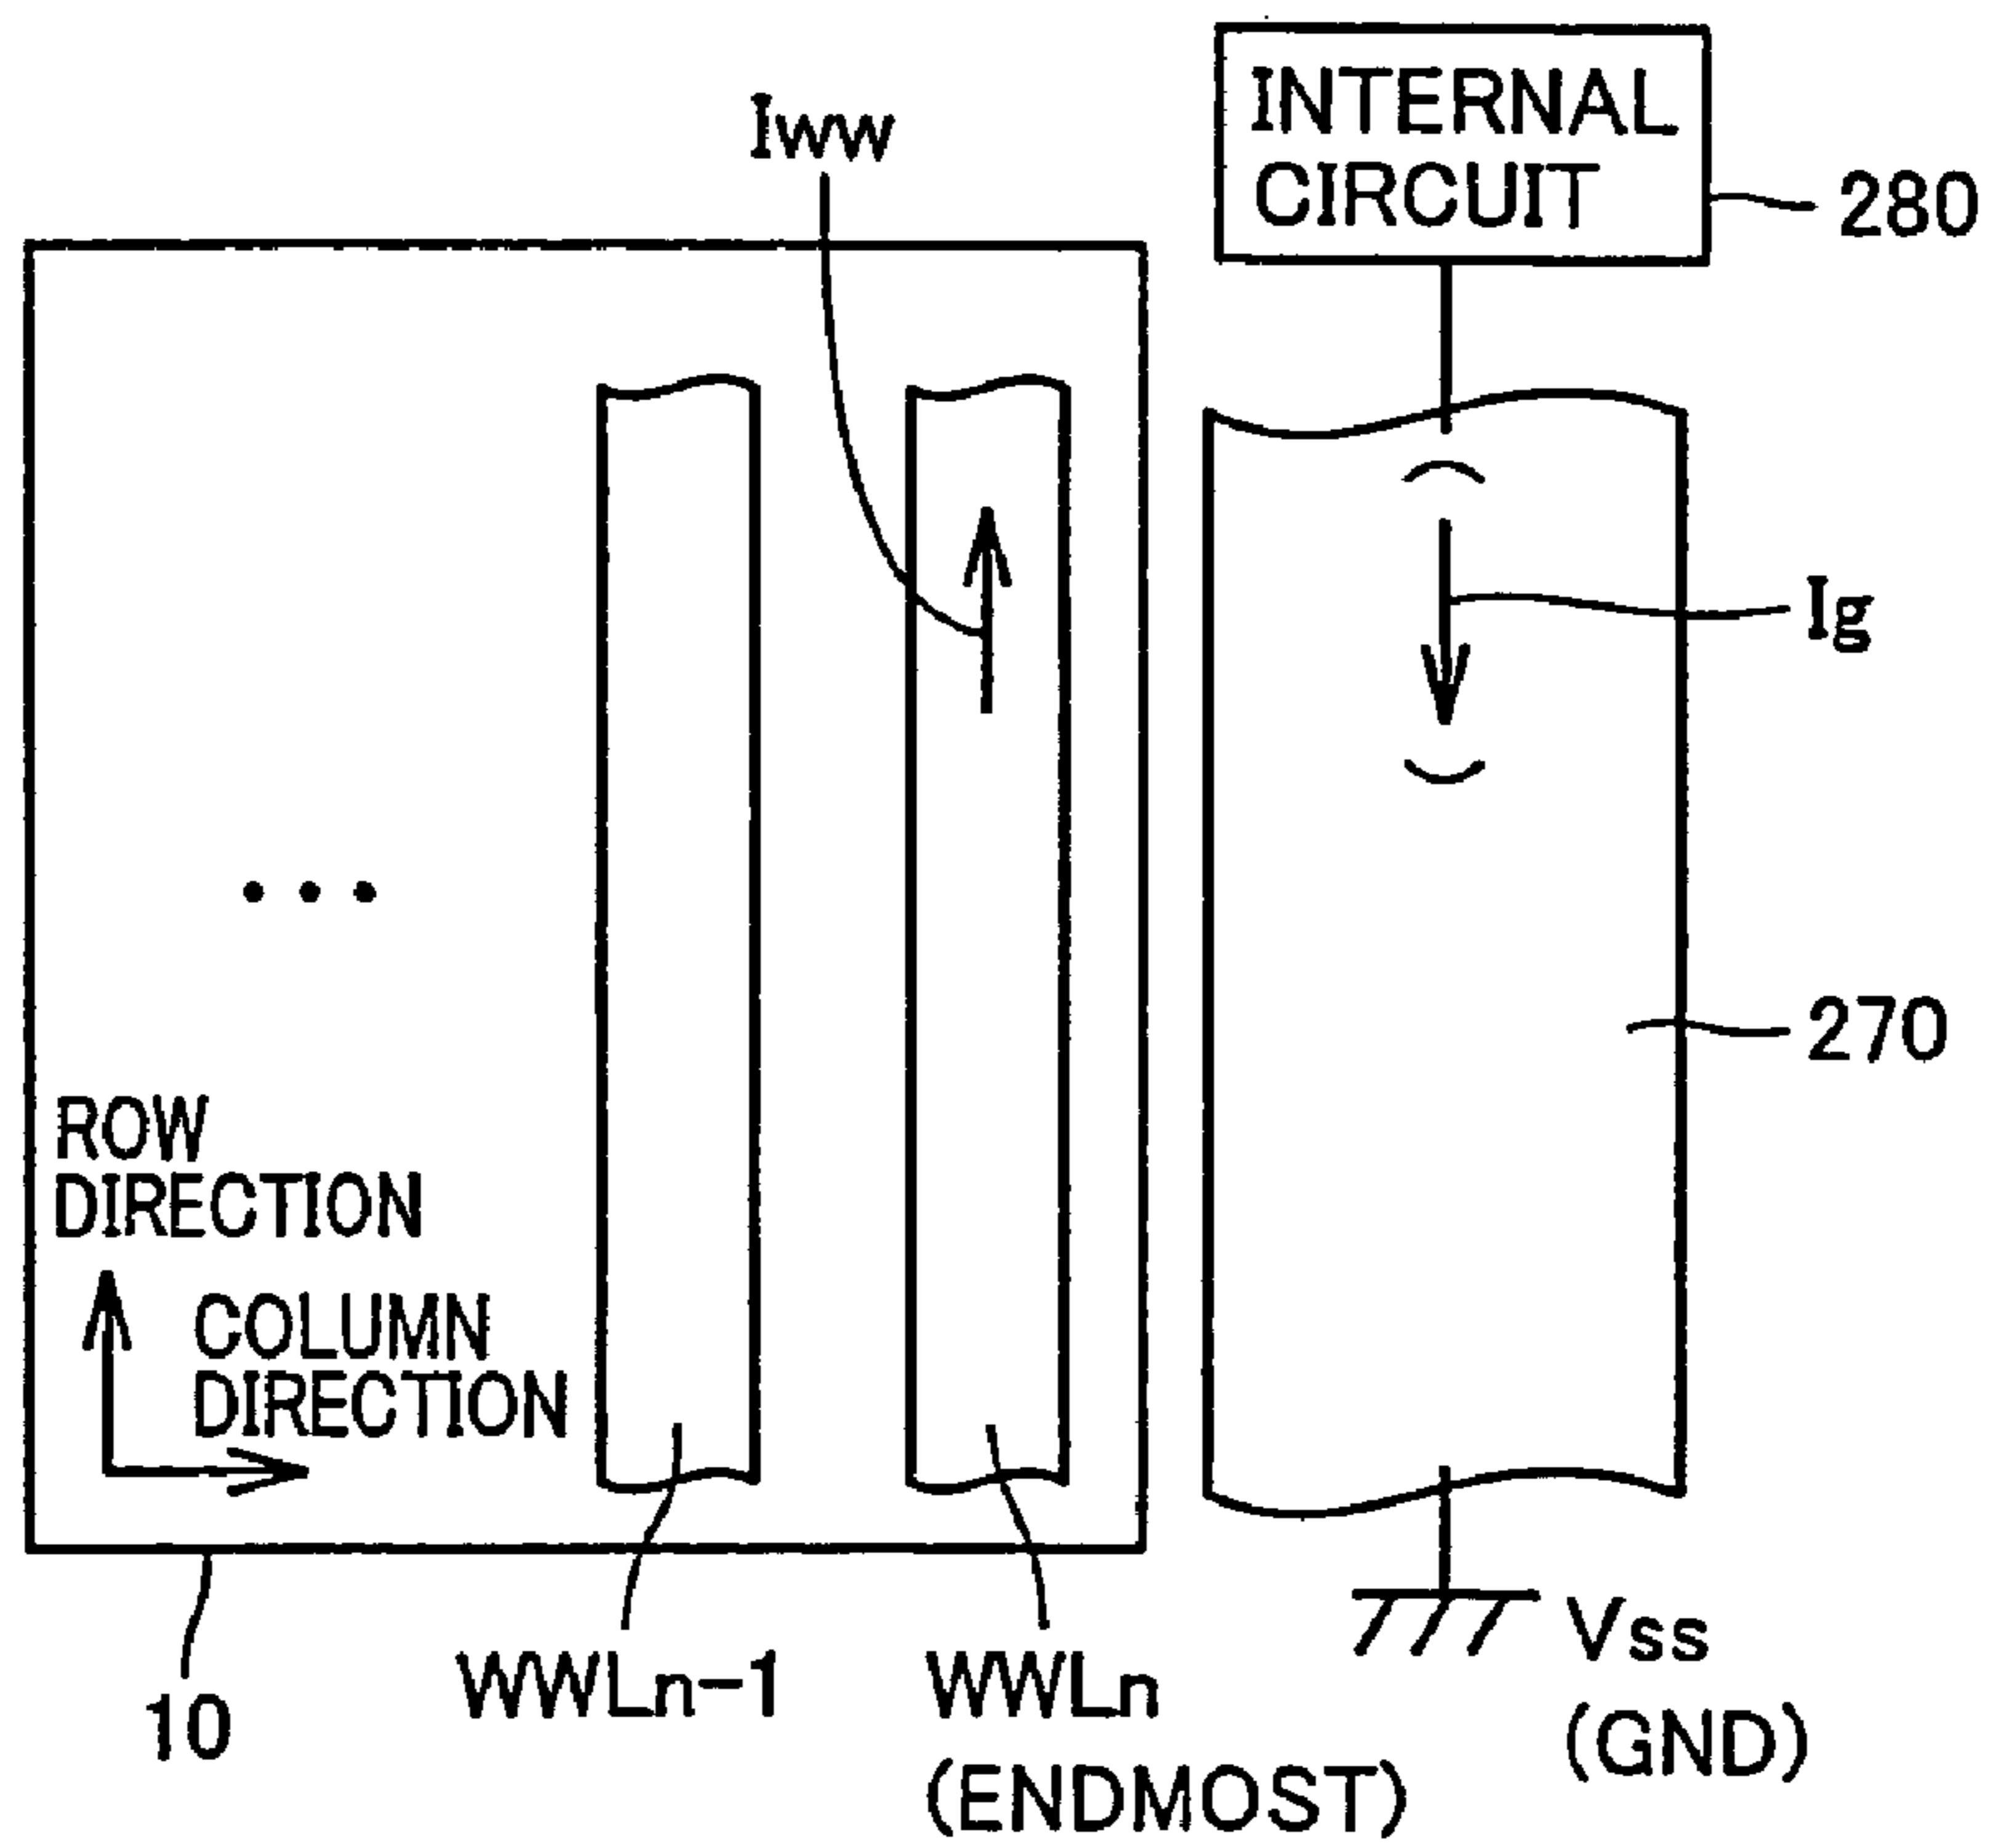 INTERNAL
CIRCUIT
280
Iww
Ig
270
ROW
DIRECTION
COLUMN
DIRECTION
10
WWLn-1
WWLn
(ENDMOST)
Vss
(GND)